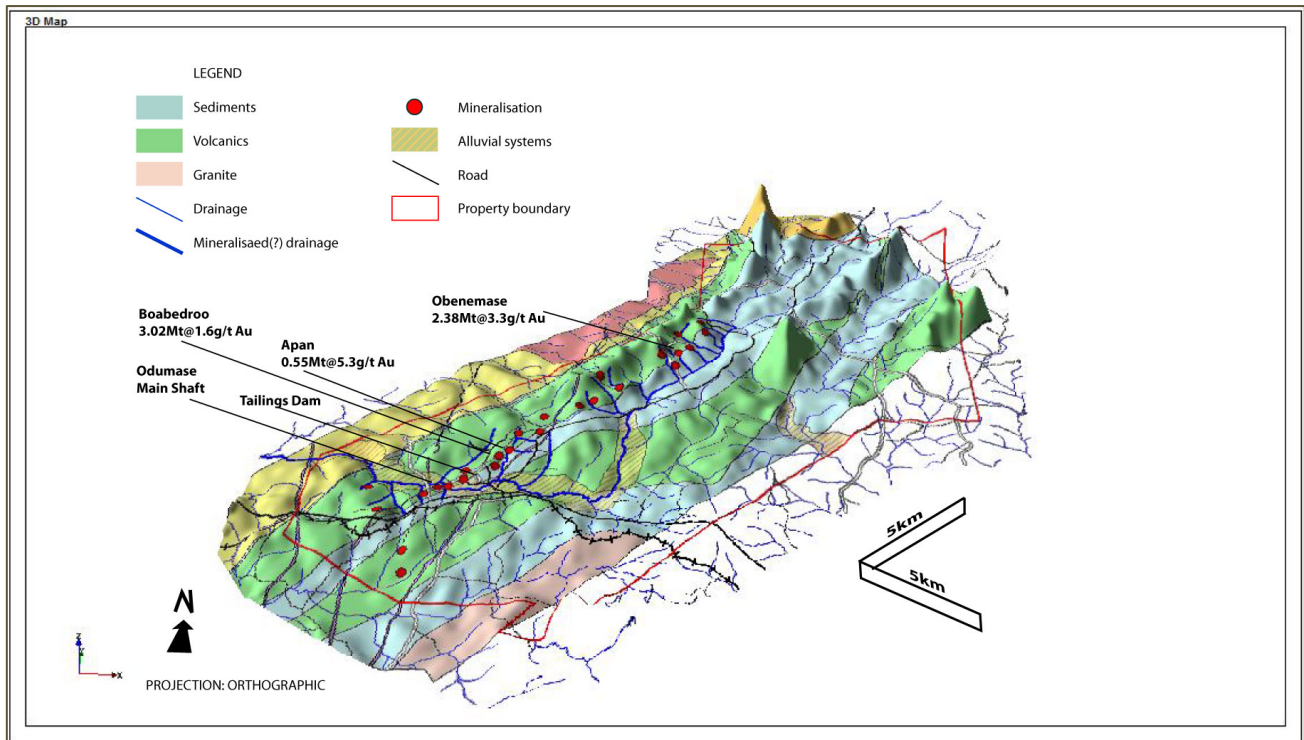 3D Map
LEGEND
Sediments
Volcanics
Granite
Drainage
Mineralisaed(?) drainage
Mineralisation
Alluvial systems
Road
Property boundary
Obenemase
2.38Mt@3.3g/t Au
Boabedroo
3.02Mt@1.6g/t Au
Apan
0.55Mt@5.3g/t Au
Odumase
Main Shaft
Tailings Dam
5km
5km
N
Z
Y
X
PROJECTION: ORTHOGRAPHIC